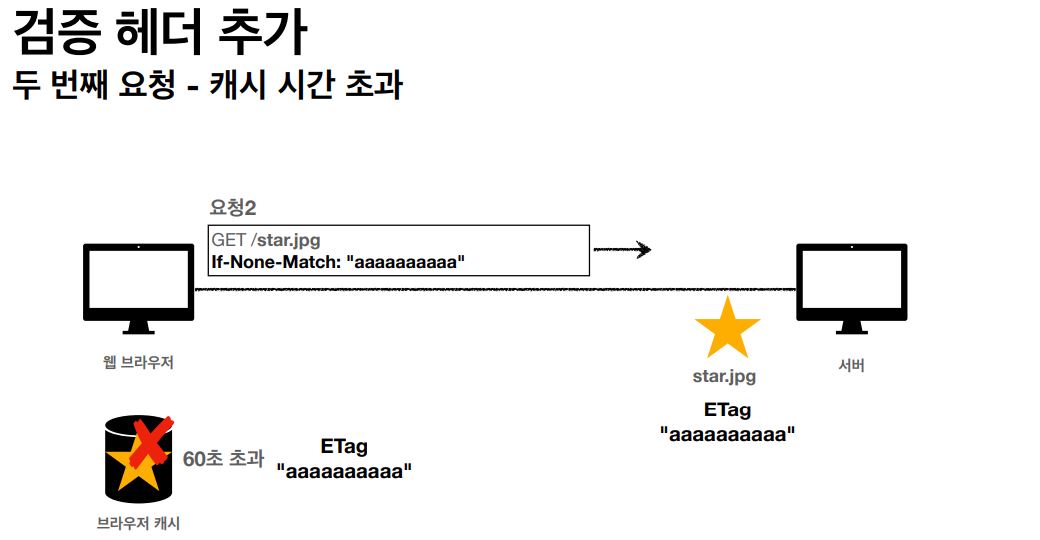 검증 헤더 추가
두 번째 요청 - 캐시 시간 초과
요청2
GET /star.jpg
If-None-Match: "aaaaaaaaaa"
웹 브라우저
서버
star.jpg
ETag
"aaaaaaaaaa"
60초 초과
ETag
"aaaaaaaaaa"
브라우저 캐시